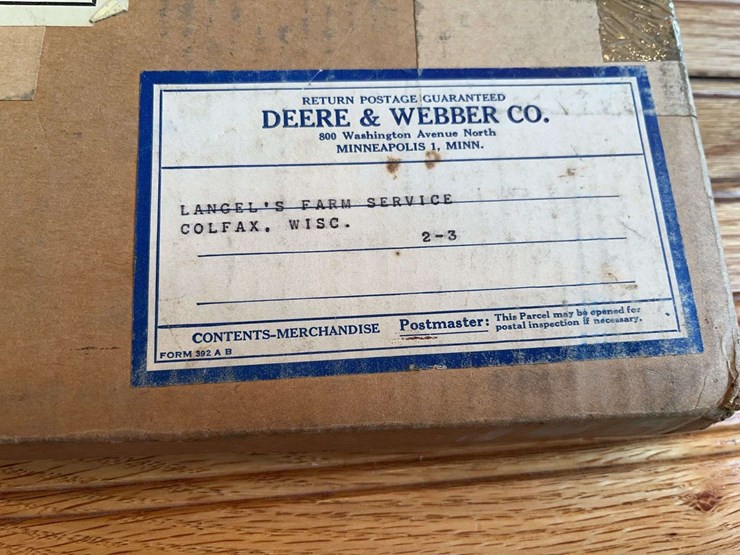 RETURN POSTAGE GUARANTEED
DEERE & WEBBER CO.
800 Washington Avenue North
MINNEAPOLIS 1, MINN.
LANGEL'S FARM SERVICE
COLFAX. WISC.
2-3
CONTENTS-MERCHANDISE Postmaster: This Parcel may be opened for
postal inspection if necessary.
FORM 392 A B